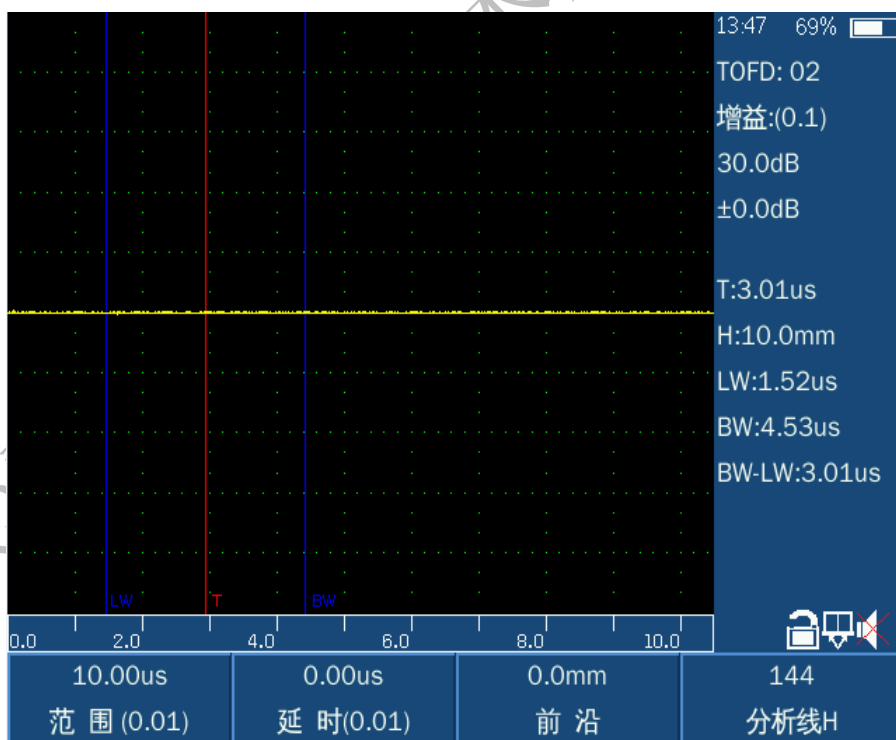 13:47 69%
TOFD: 02
增益:(0.1)
30.0dB
±0.0dB
T:3.01us
H:10.0mm
LW:1.52us
BW:4.53us
BW-LW:3.01us
LW T BW
0.0 2.0 4.0 6.0 8.0 10.0
10.00us 0.00us 0.0mm 144
范 围 (0.01) 延 时(0.01) 前 沿 分析线H